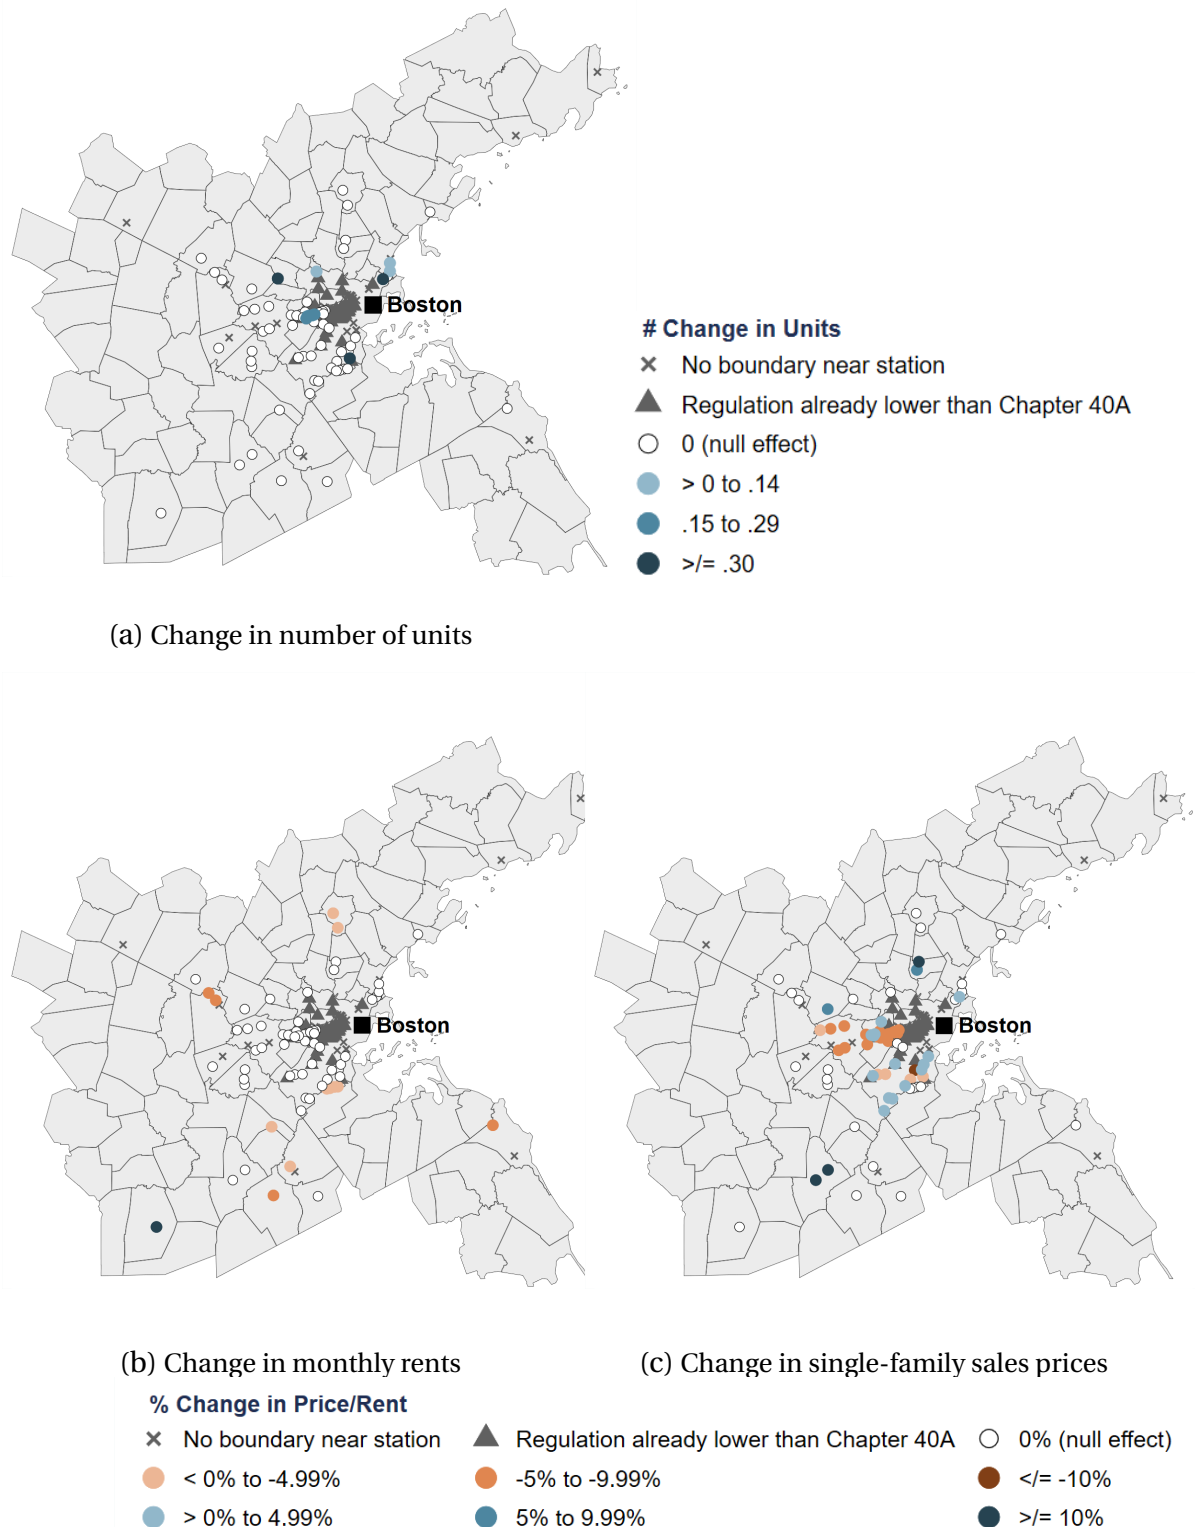 Boston
# Change in Units
No boundary near station
Regulation already lower than Chapter 40A
0 (null effect)
> 0 to .14
.15 to .29
>/= .30
(a) Change in number of units
Boston
Boston
(b) Change in monthly rents
(c) Change in single-family sales prices
% Change in Price/Rent
No boundary near station Regulation already lower than Chapter 40A 0% (null effect)
< 0% to -4.99% -5% to -9.99% </= -10%
> 0% to 4.99% 5% to 9.99% >/= 10%